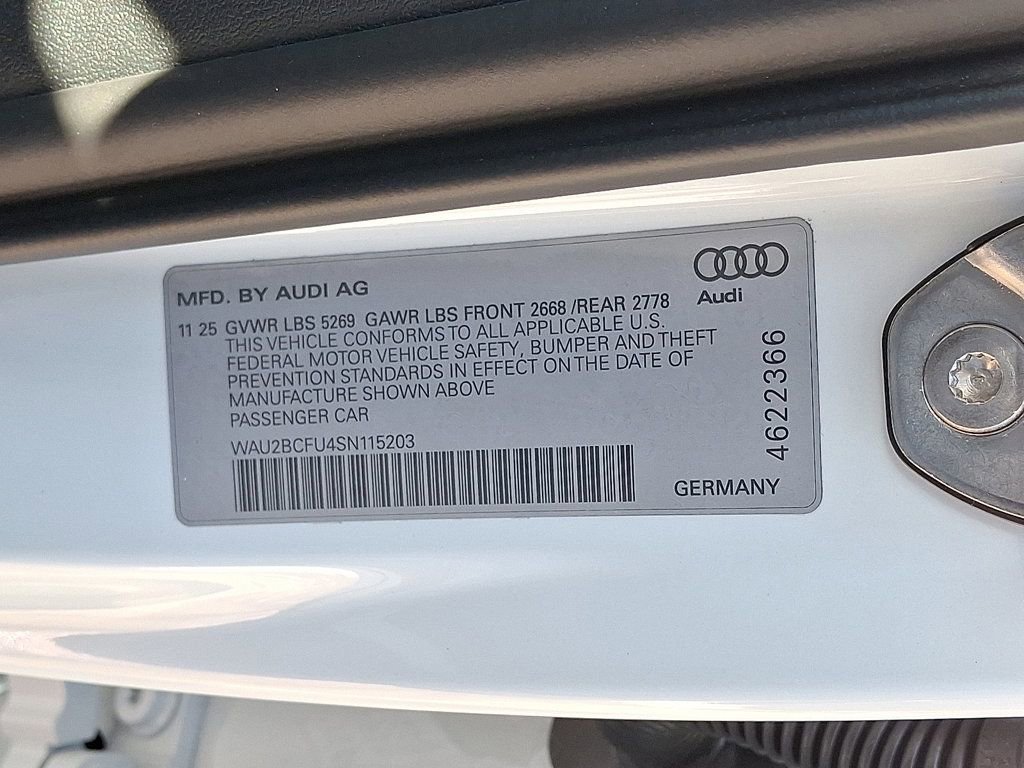 MFD. BY AUDI AG
Audi
11 25 GVWR LBS 5269 GAWR LBS FRONT 2668 /REAR 2778
THIS VEHICLE CONFORMS TO ALL APPLICABLE U.S.
FEDERAL MOTOR VEHICLE SAFETY, BUMPER AND THEFT
PREVENTION STANDARDS IN EFFECT ON THE DATE OF
MANUFACTURE SHOWN ABOVE
PASSENGER CAR
WAU2BCFU4SN115203
4622366
GERMANY